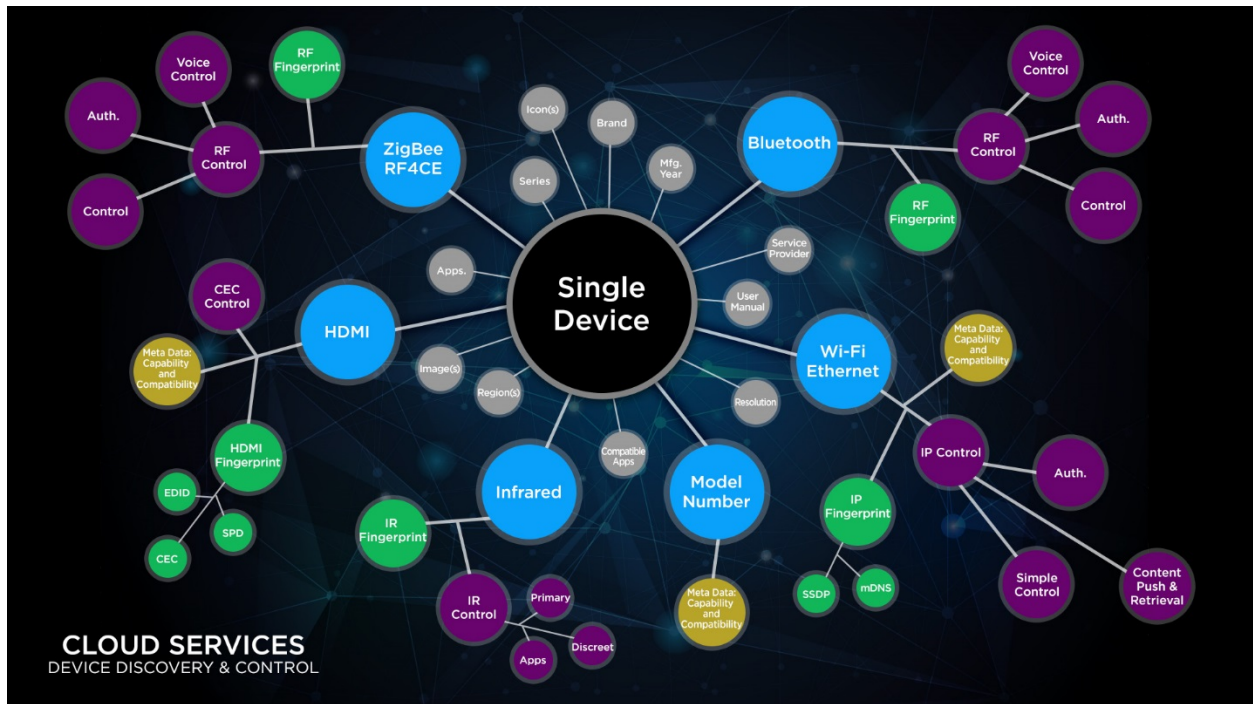 Voice
Control
RF
Fingerprint
Auth.
RF
Control
Control
ZigBee
RF4CE
Icon(s)
Brand
Mfg.
Year
Series
Apps.
Bluetooth
Voice
Control
Auth.
RF
Control
Control
RF
Fingerprint
Service
Provider
User
Manual
Single
Device
CEC
Control
HDMI
Meta Data:
Capability
and
Compatibility
HDMI
Fingerprint
EDID
SPD
CEC
Image(s)
Region(s)
Compatible
Apps
Resolution
Wi-Fi
Ethernet
Meta Data:
Capability
and
Compatibility
IP Control
Auth.
IP
Fingerprint
SSDP
mDNS
Simple
Control
Content
Push &
Retrieval
Infrared
IR
Fingerprint
IR
Control
Primary
Discreet
Apps
Model
Number
Meta Data:
Capability
and
Compatibility
CLOUD SERVICES
DEVICE DISCOVERY & CONTROL